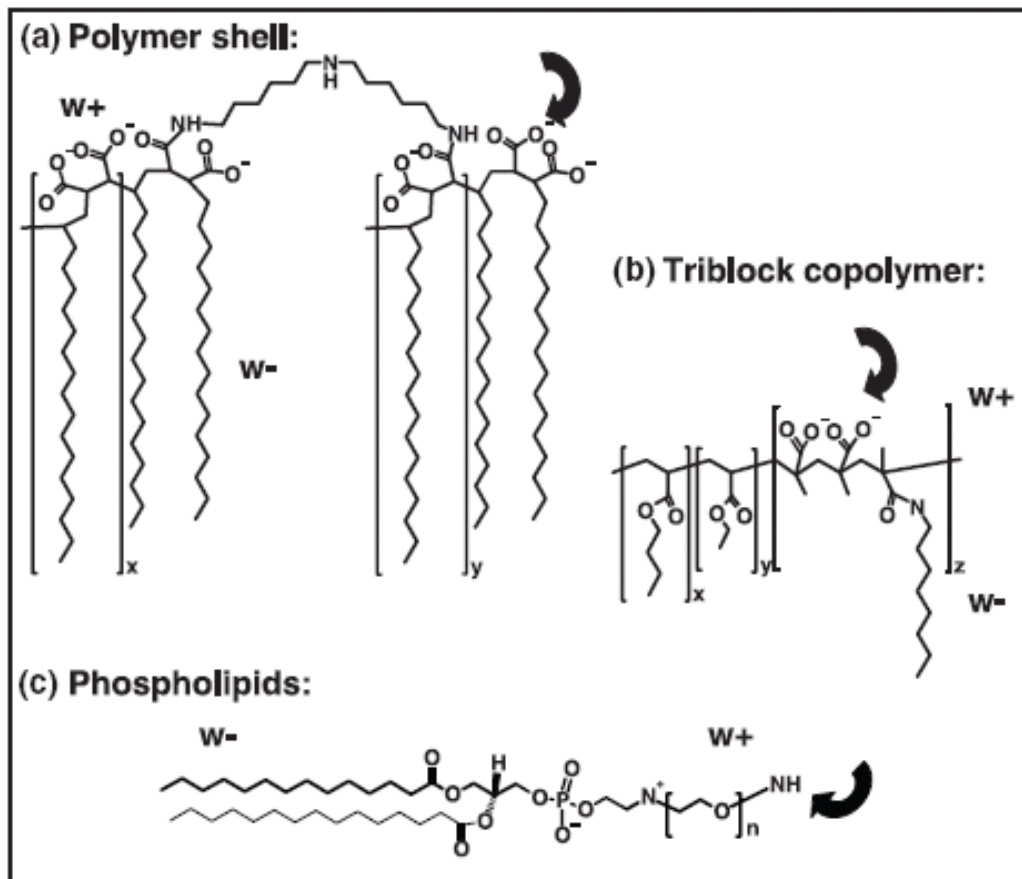 (a) Polymer shell:
N
H
W+
NH
NH
O⁻
O
O⁻
O
O
O
O⁻
O⁻
O
O
O
O⁻
O
O
O⁻
O
O⁻
W-
x
y
(b) Triblock copolymer:
W+
O O⁻ O O⁻
O O
O O
O N
x
y
z
W-
(c) Phospholipids:
W-
W+
O
H
O
O
O
P
O
O⁻
O
N⁺
O
n
NH
O